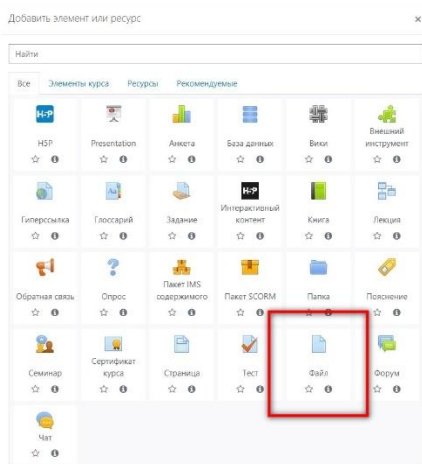 Добавить элемент или ресурс
Найти
Все Элементы курса Ресурсы Рекомендуемые
H5P
H5P Presentation Анкета База данных Вики Внешний
инструмент
H5P
Гиперссылка Глоссарий Задание Интерактивный
контент Книга Лекция
Обратная связь Опрос Пакет IMS
содержимого Пакет SCORM Папка Пояснение
Семинар Сертификат
курса Страница Тест Файл Форум
Чат